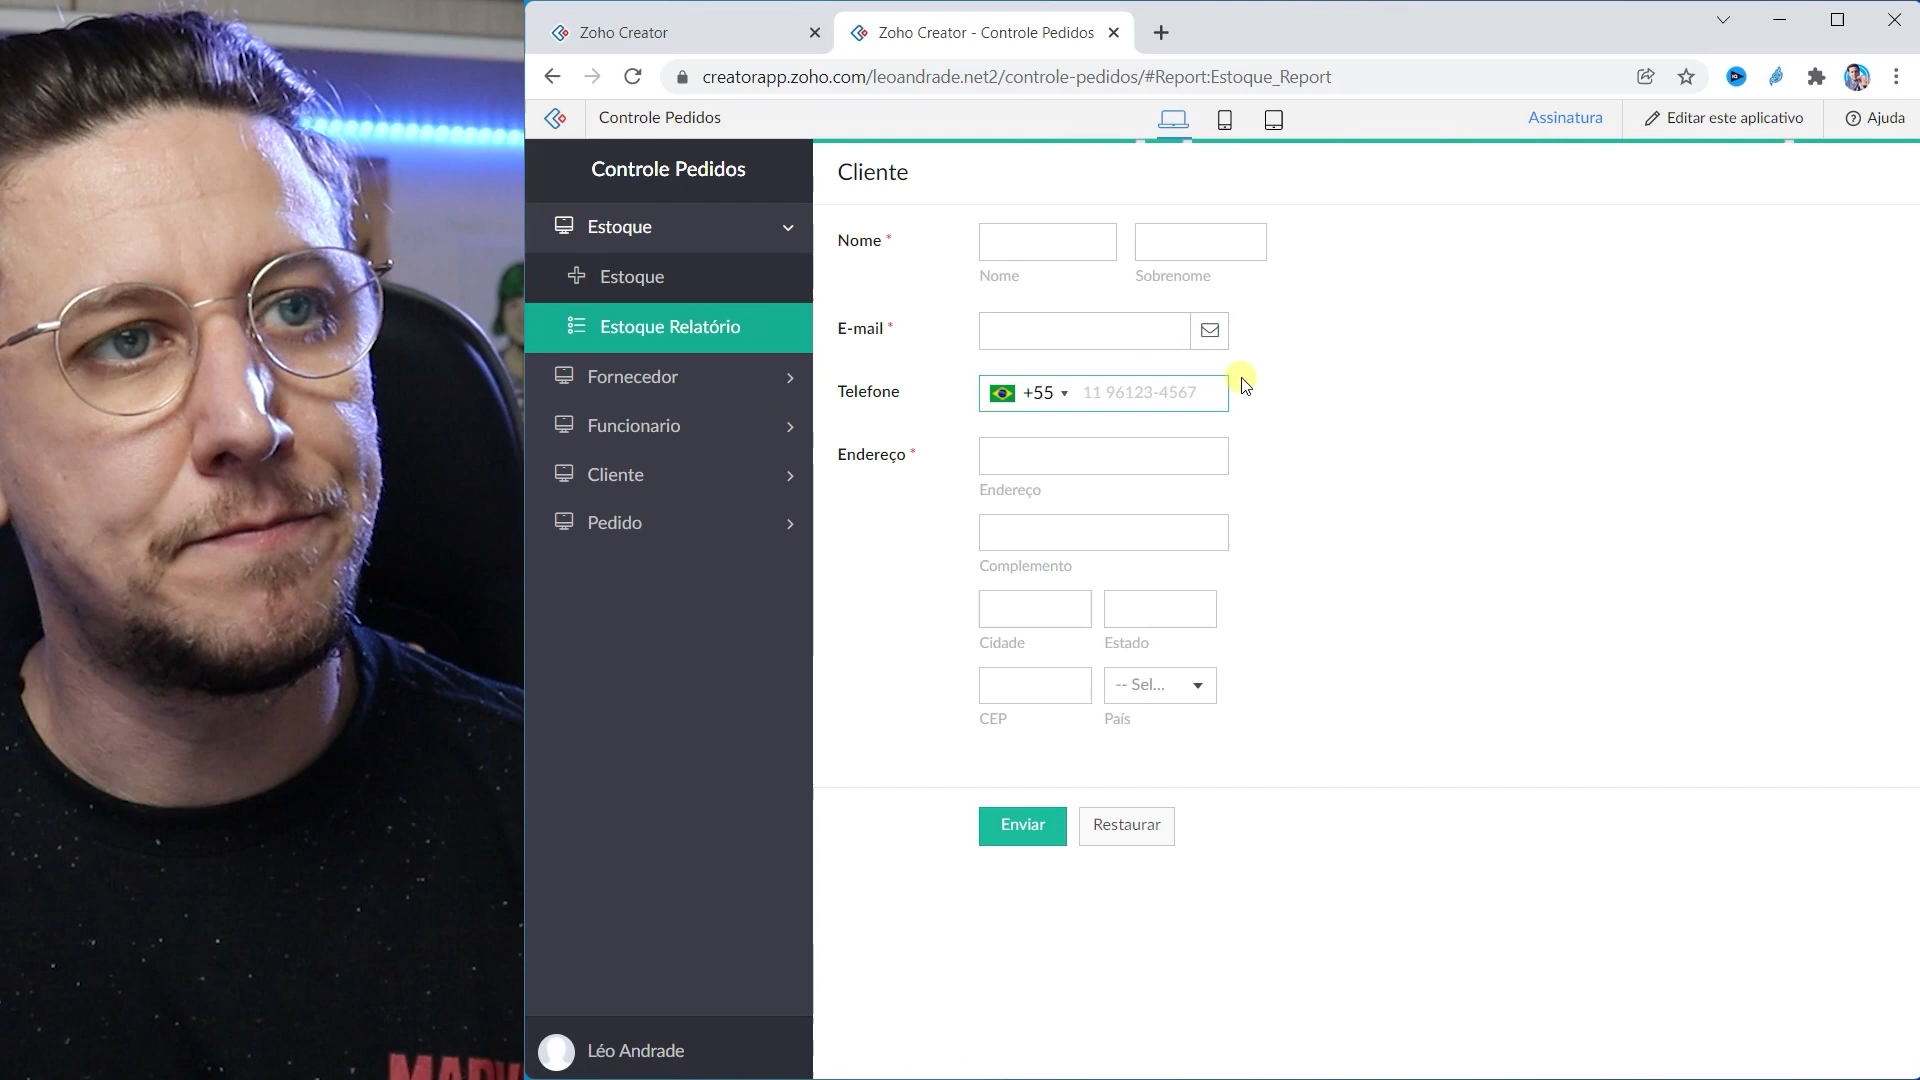 Zoho Creator
Zoho Creator - Controle Pedidos
creatorapp.zoho.com/leoandrade.net2/controle-pedidos/#Report:Estoque_Report
Controle Pedidos
Assinatura
Editar este aplicativo
Ajuda
Controle Pedidos
Estoque
Estoque
Estoque Relatório
Fornecedor
Funcionario
Cliente
Pedido
Léo Andrade
Cliente
Nome *
Nome
Sobrenome
E-mail *
Telefone
+55
11 96123-4567
Endereço *
Endereço
Complemento
Cidade
Estado
-- Sel...
CEP
País
Enviar
Restaurar